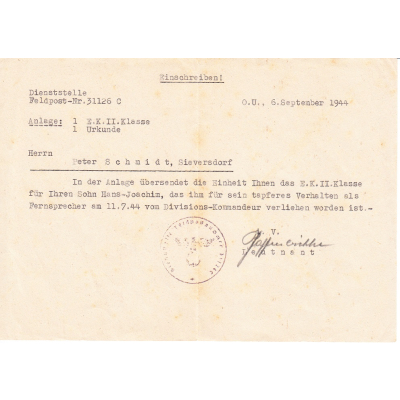 Einschreiben!
Dienststelle
Feldpost-Nr.31126 C
O.U., 6.September 1944
Anlage: 1 E.K.II.Klasse
1 Urkunde
Herrn
Peter S c h m i d t, Sieversdorf
In der Anlage übersendet die Einheit Ihnen das E.K.II.Klasse
für Ihren Sohn Hans-Joachim, das ihm für sein tapferes Verhalten als
Fernsprecher am 11.7.44 vom Divisions-Kommandeur verliehen worden ist.-
V.
Leutnant